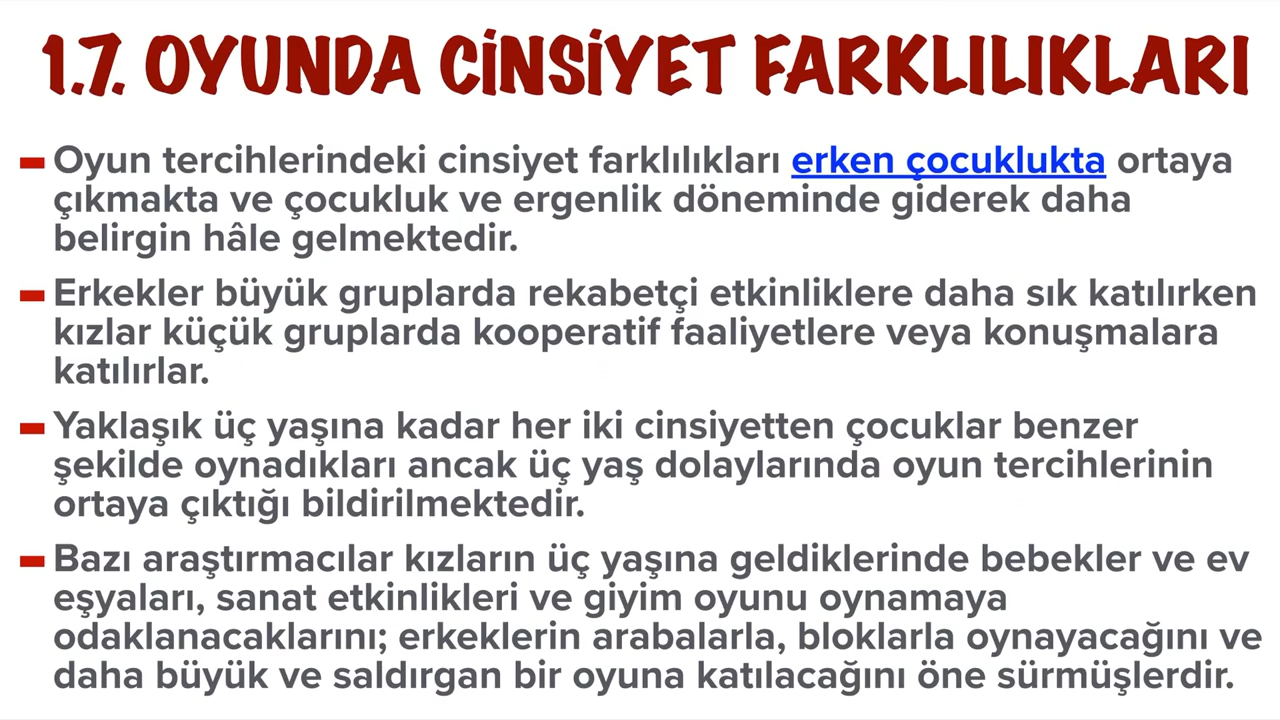 1.7. OYUNDA CİNSİYET FARKLILIKLARI
- Oyun tercihlerindeki cinsiyet farklılıkları erken çocuklukta ortaya
çıkmakta ve çocukluk ve ergenlik döneminde giderek daha
belirgin hâle gelmektedir.
- Erkekler büyük gruplarda rekabetçi etkinliklere daha sık katılırken
kızlar küçük gruplarda kooperatif faaliyetlere veya konuşmalara
katılırlar.
- Yaklaşık üç yaşına kadar her iki cinsiyetten çocuklar benzer
şekilde oynadıkları ancak üç yaş dolaylarında oyun tercihlerinin
ortaya çıktığı bildirilmektedir.
- Bazı araştırmacılar kızların üç yaşına geldiklerinde bebekler ve ev
eşyaları, sanat etkinlikleri ve giyim oyunu oynamaya
odaklanacaklarını; erkeklerin arabalarla, bloklarla oynayacağını ve
daha büyük ve saldırgan bir oyuna katılacağını öne sürmüşlerdir.